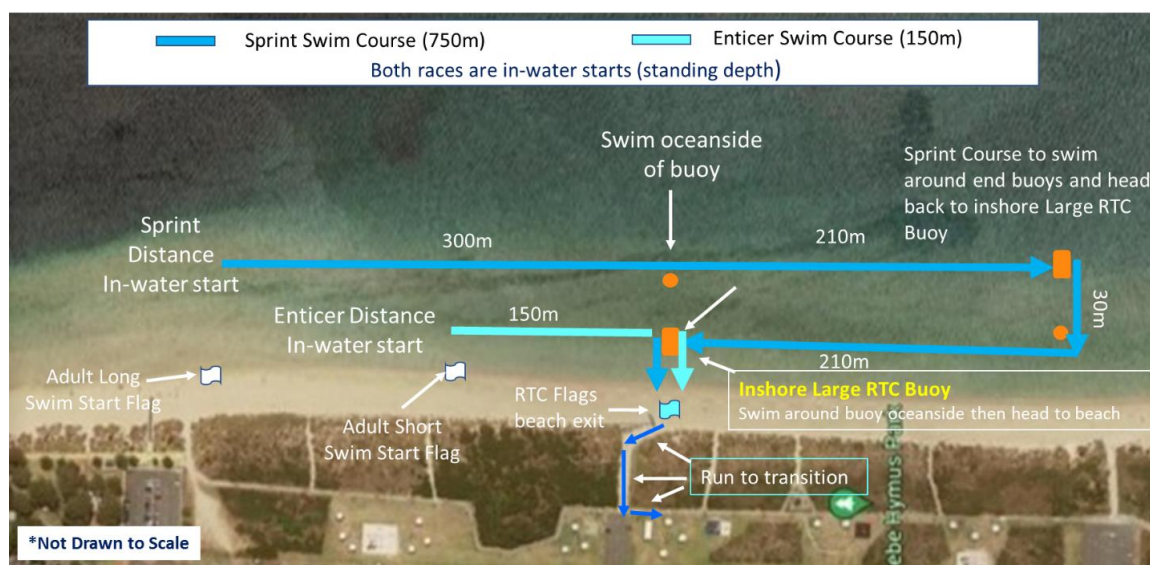 Sprint Swim Course (750m)
Enticer Swim Course (150m)
Both races are in-water starts (standing depth)
Swim oceanside
of buoy
Sprint Course to swim
around end buoys and head
back to inshore Large RTC
Buoy
Sprint
Distance
In-water start
300m
210m
30m
Enticer Distance
In-water start
150m
210m
Adult Long
Swim Start Flag
Adult Short
Swim Start Flag
RTC Flags
beach exit
Inshore Large RTC Buoy
Swim around buoy oceanside then head to beach
Run to transition
*Not Drawn to Scale